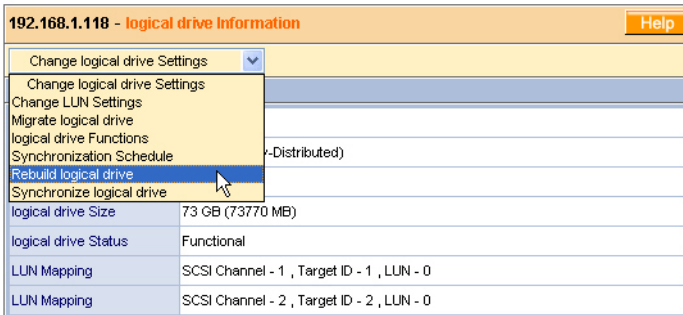 192.168.1.118 - logical drive Information Help
Change logical drive Settings
Change logical drive Settings
Change LUN Settings
Migrate logical drive
logical drive Functions
Synchronization Schedule
-Distributed)
Rebuild logical drive
Synchronize logical drive
logical drive Size 73 GB (73770 MB)
logical drive Status Functional
LUN Mapping SCSI Channel - 1 , Target ID - 1 , LUN - 0
LUN Mapping SCSI Channel - 2 , Target ID - 2 , LUN - 0